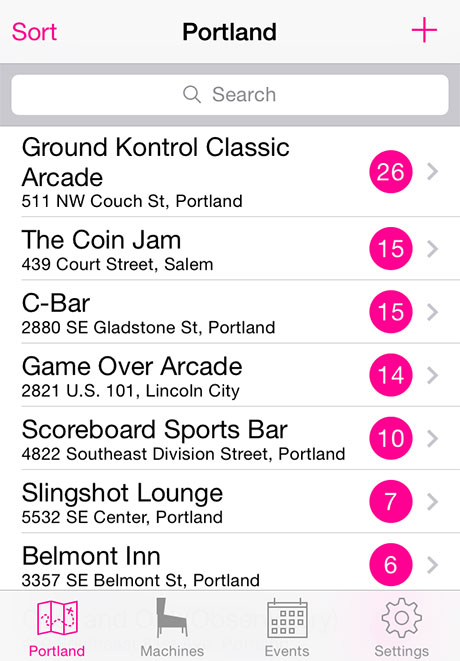 Sort Portland +
Search
Ground Kontrol Classic
Arcade
511 NW Couch St, Portland
26
The Coin Jam
439 Court Street, Salem
15
C-Bar
2880 SE Gladstone St, Portland
15
Game Over Arcade
2821 U.S. 101, Lincoln City
14
Scoreboard Sports Bar
4822 Southeast Division Street, Portland
10
Slingshot Lounge
5532 SE Center, Portland
7
Belmont Inn
3357 SE Belmont St, Portland
6
Portland Machines Events Settings